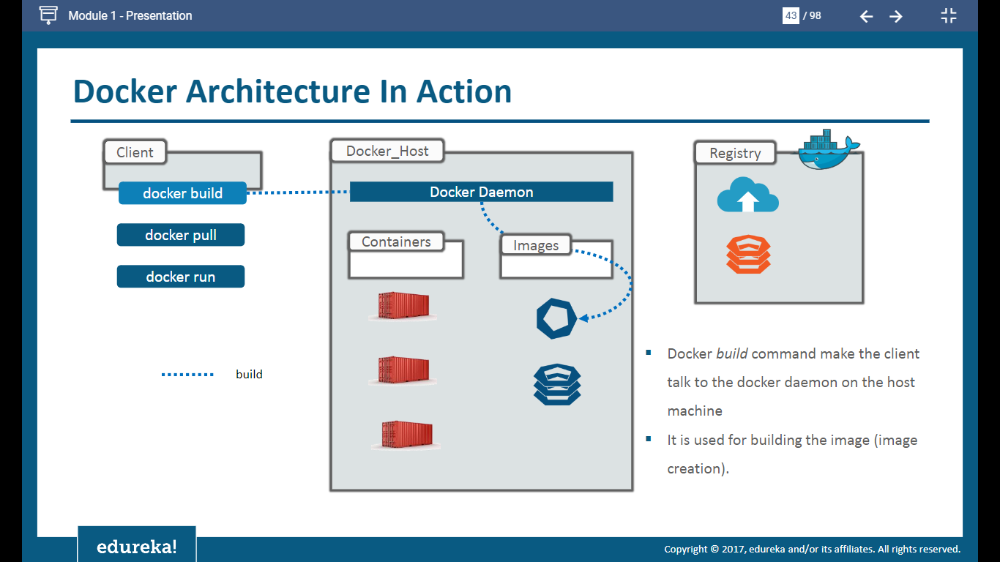 Module 1 - Presentation
43 / 98
Docker Architecture In Action
Client
docker build
docker pull
docker run
build
Docker_Host
Docker Daemon
Containers
Images
Registry
Docker build command make the client
talk to the docker daemon on the host
machine
It is used for building the image (image
creation).
edureka!
Copyright © 2017, edureka and/or its affiliates. All rights reserved.